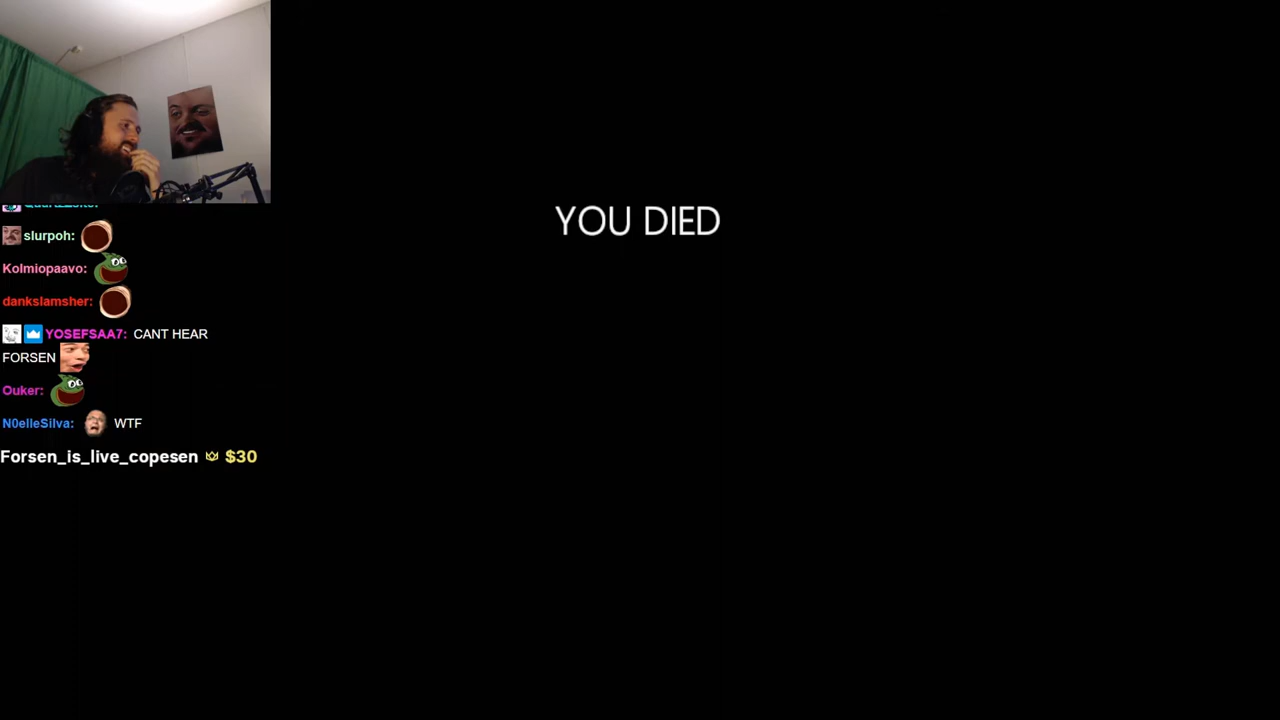 YOU DIED
slurpoh:
Kolmiopaavo:
dankslamsher:
YOSEFSAA7: CANT HEAR
FORSEN
Ouker:
N0elleSilva: WTF
Forsen_is_live_copesen $30